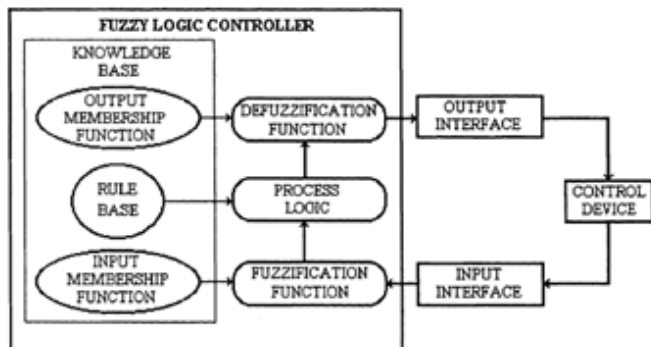 FUZZY LOGIC CONTROLLER
KNOWLEDGE
BASE
OUTPUT
MEMBERSHIP
FUNCTION
DEFUZZIFICATION
FUNCTION
OUTPUT
INTERFACE
RULE
BASE
PROCESS
LOGIC
CONTROL
DEVICE
INPUT
MEMBERSHIP
FUNCTION
FUZZIFICATION
FUNCTION
INPUT
INTERFACE